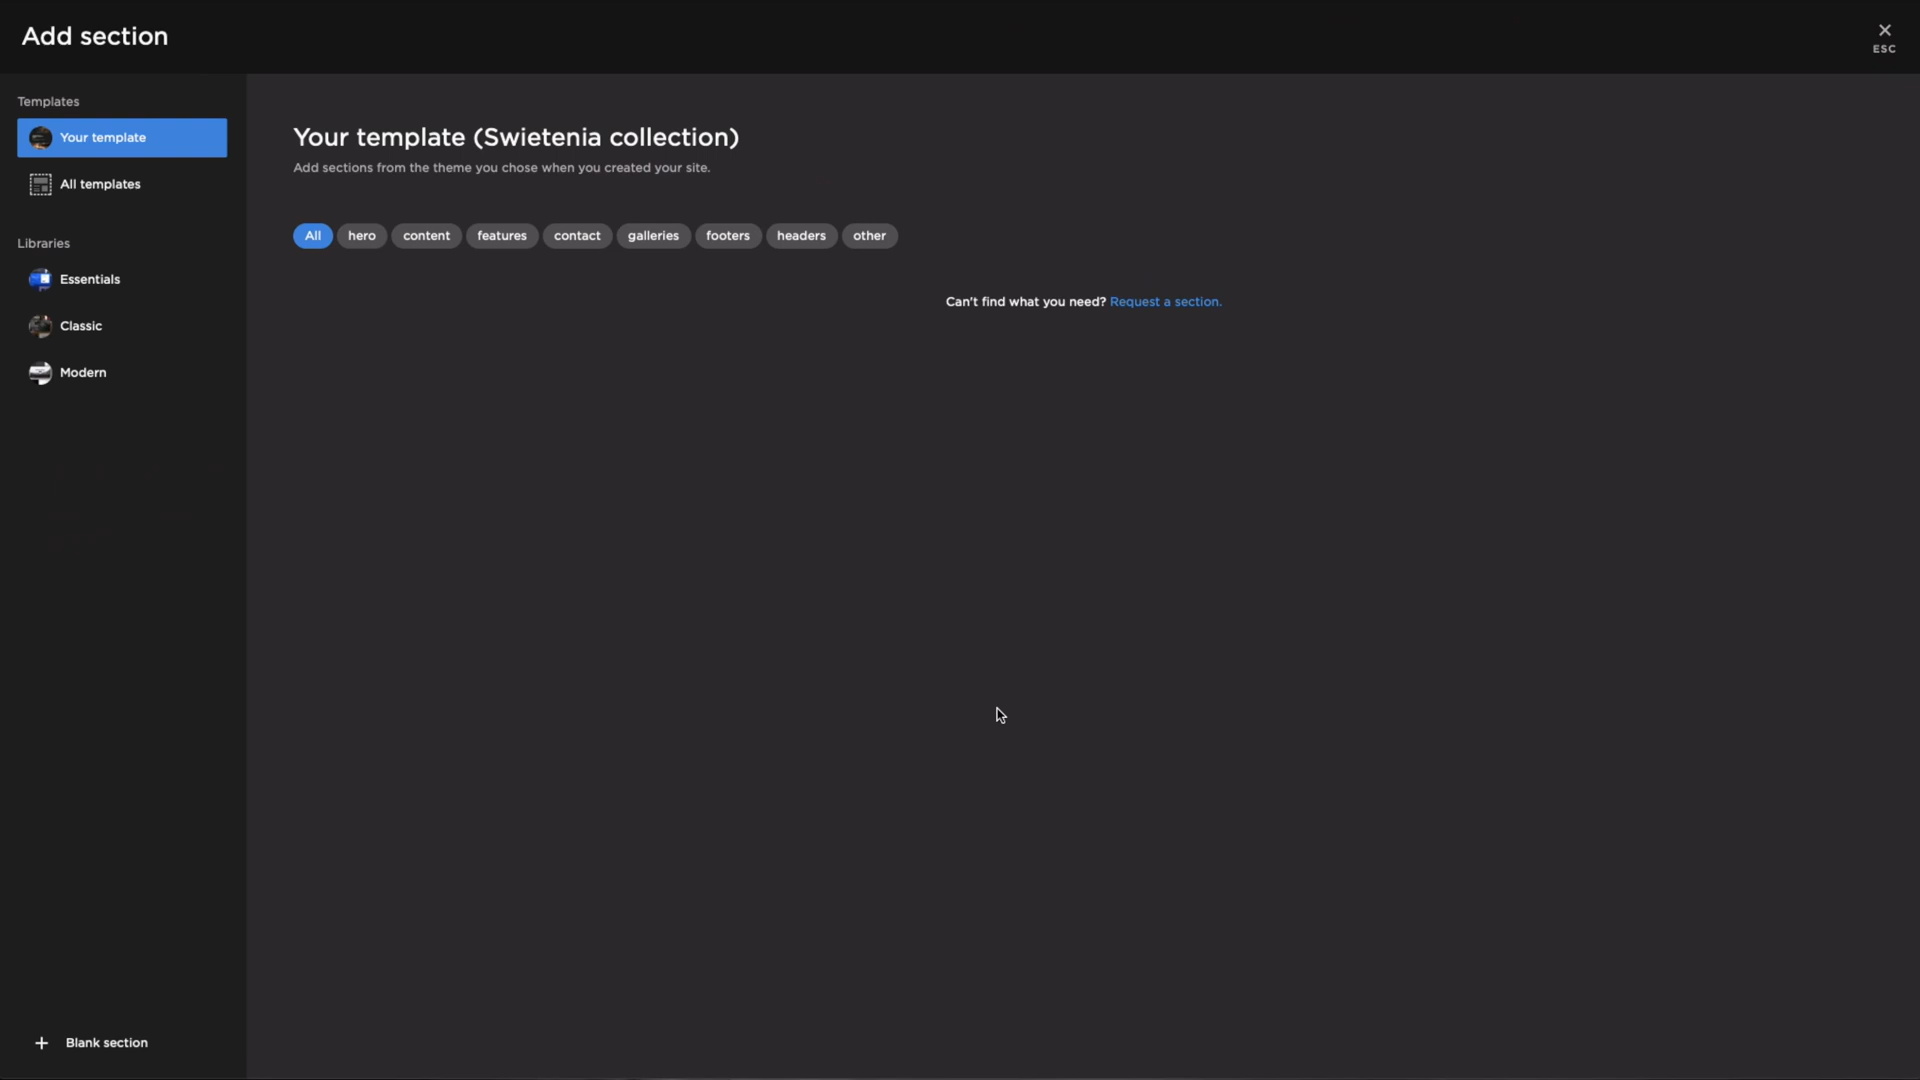 Add section
ESC
Templates
Your template
All templates
Libraries
Essentials
Classic
Modern
Blank section
Your template (Swietenia collection)
Add sections from the theme you chose when you created your site.
All hero content features contact galleries footers headers other
Can't find what you need? Request a section.